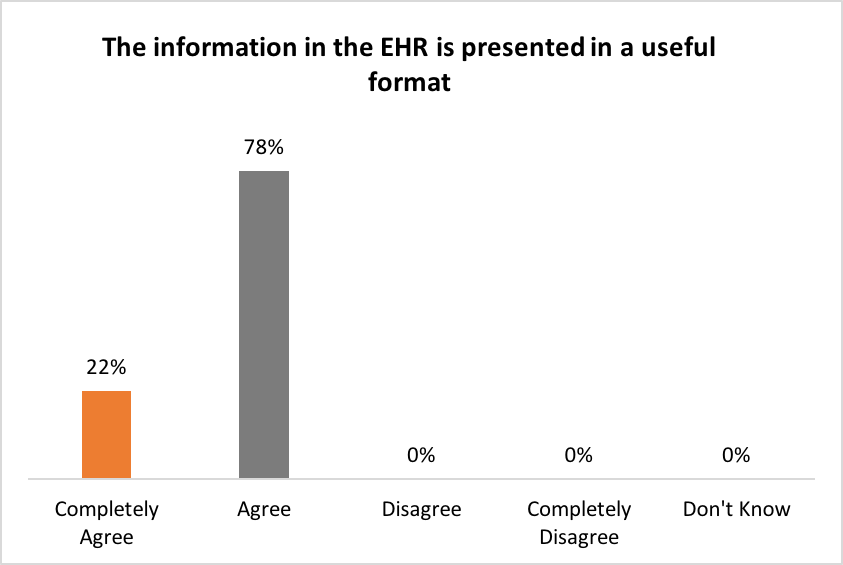 The information in the EHR is presented in a useful
format
78%
22%
0%
0%
0%
Completely
Agree
Agree
Disagree
Completely
Disagree
Don't Know